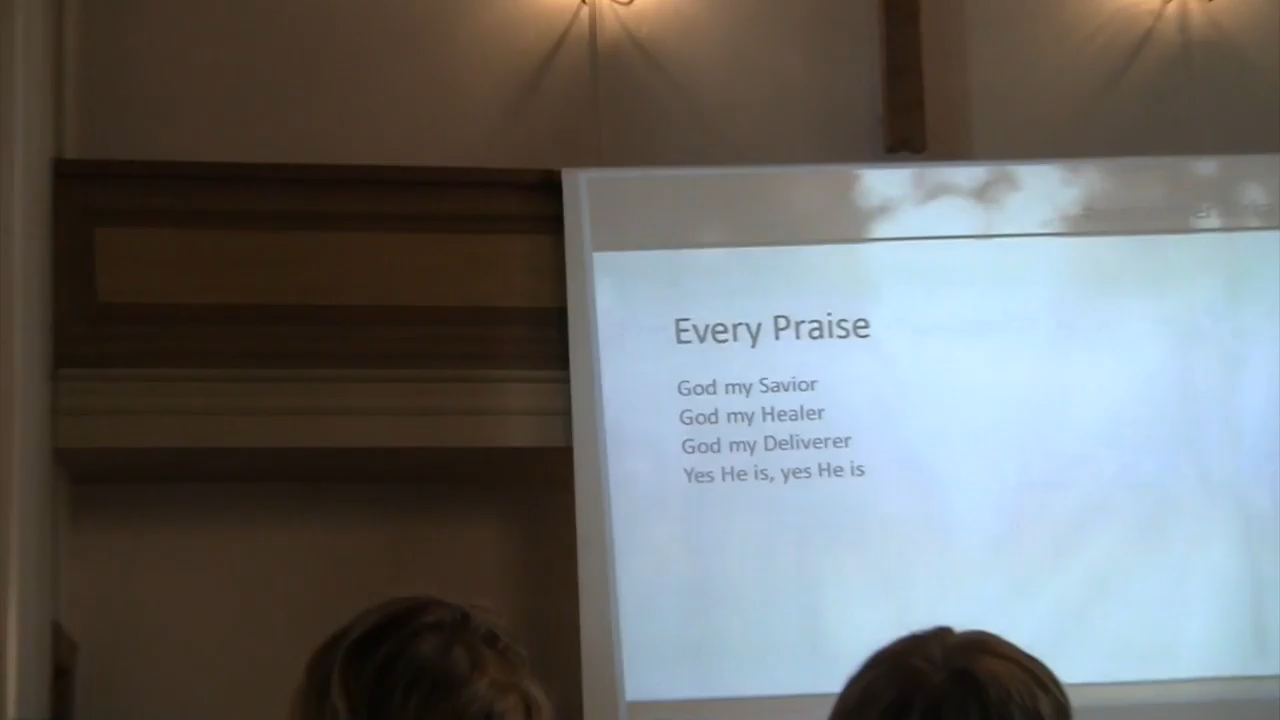 Every Praise
God my Savior
God my Healer
God my Deliverer
Yes He is, yes He is